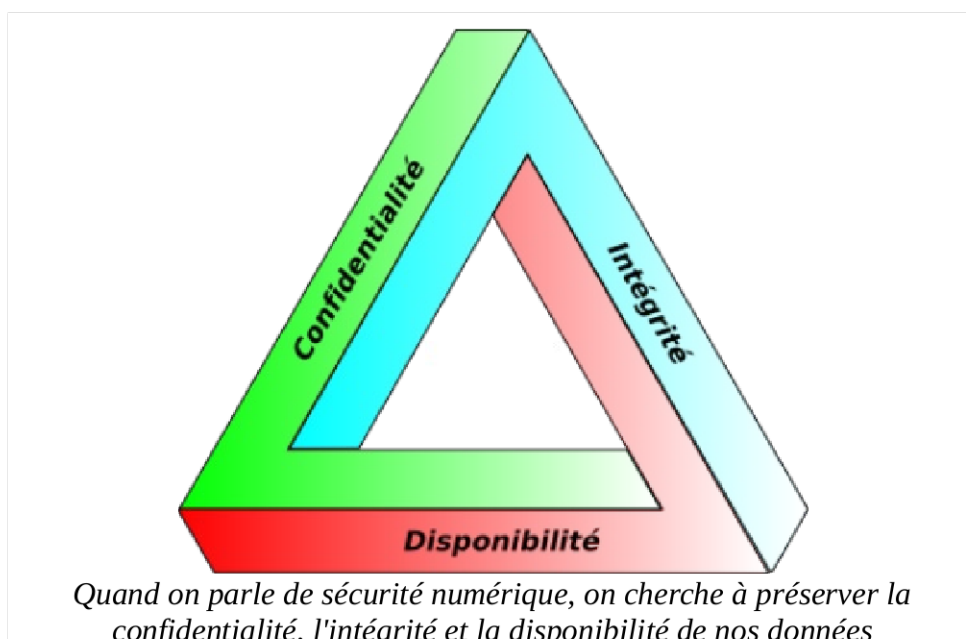 Confidentialité
Intégrité
Disponibilité
Quand on parle de sécurité numérique, on cherche à préserver la
confidentialité, l'intégrité et la disponibilité de nos données